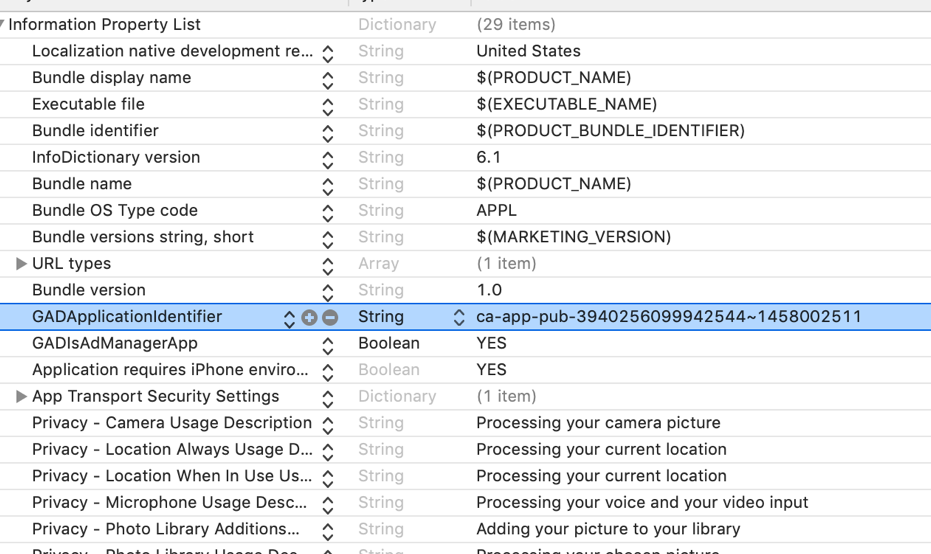 Information Property List Dictionary (29 items)
Localization native development re... String United States
Bundle display name String $(PRODUCT_NAME)
Executable file String $(EXECUTABLE_NAME)
Bundle identifier String $(PRODUCT_BUNDLE_IDENTIFIER)
InfoDictionary version String 6.1
Bundle name String $(PRODUCT_NAME)
Bundle OS Type code String APPL
Bundle versions string, short String $(MARKETING_VERSION)
URL types Array (1 item)
Bundle version String 1.0
GADApplicationIdentifier String ca-app-pub-3940256099942544~1458002511
GADIsAdManagerApp Boolean YES
Application requires iPhone enviro... Boolean YES
App Transport Security Settings Dictionary (1 item)
Privacy - Camera Usage Description String Processing your camera picture
Privacy - Location Always Usage D... String Processing your current location
Privacy - Location When In Use Us... String Processing your current location
Privacy - Microphone Usage Desc... String Processing your voice and your video input
Privacy - Photo Library Additions... String Adding your picture to your library